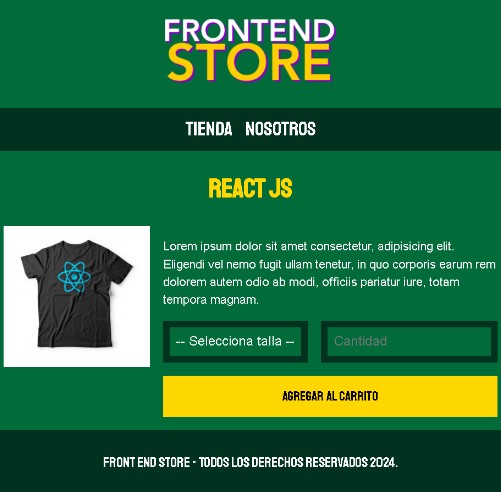 FRONTEND
STORE
TIENDA NOSOTROS
REACT JS
Lorem ipsum dolor sit amet consectetur, adipisicing elit.
Eligendi vel nemo fugit ullam tenetur, in quo corporis earum rem
dolorem autem odio ab modi, officiis pariatur iure, totam
tempora magnam.
-- Selecciona talla -- Cantidad
AGREGAR AL CARRITO
FRONT END STORE - TODOS LOS DERECHOS RESERVADOS 2024.